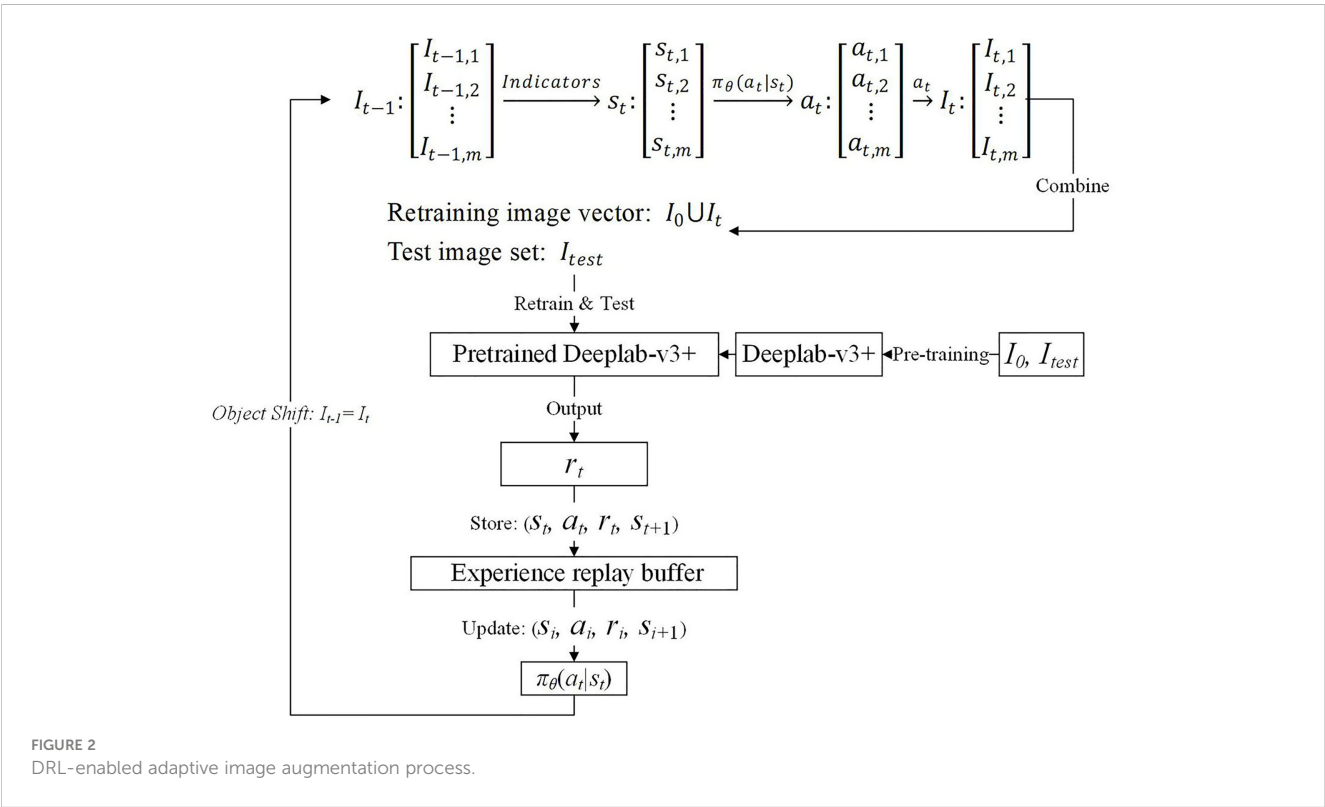 I_{t-1}: [I_{t-1,1} I_{t-1,2} ⋮ I_{t-1,m}] Indicators s_t: [s_{t,1} s_{t,2} ⋮ s_{t,m}] π_θ(a_t|s_t) a_t: [a_{t,1} a_{t,2} ⋮ a_{t,m}] a_t I_t: [I_{t,1} I_{t,2} ⋮ I_{t,m}]
Combine
Retraining image vector: I_0∪I_t
Test image set: I_{test}
Retrain & Test
Pretrained Deeplab-v3+
Deeplab-v3+
Pre-training
I_0, I_{test}
Object Shift: I_{t-1}= I_t
Output
r_t
Store: (s_t, a_t, r_t, s_{t+1})
Experience replay buffer
Update: (s_i, a_i, r_i, s_{i+1})
π_θ(a_t|s_t)
FIGURE 2
DRL-enabled adaptive image augmentation process.